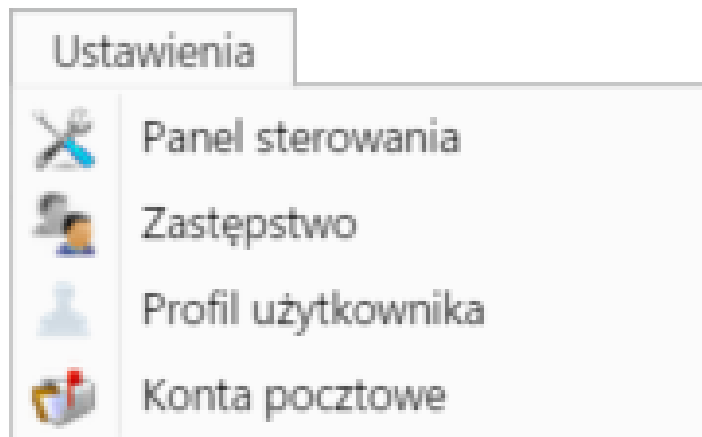 Ustawienia
Panel sterowania
Zastępstwo
Profil użytkownika
Konta pocztowe